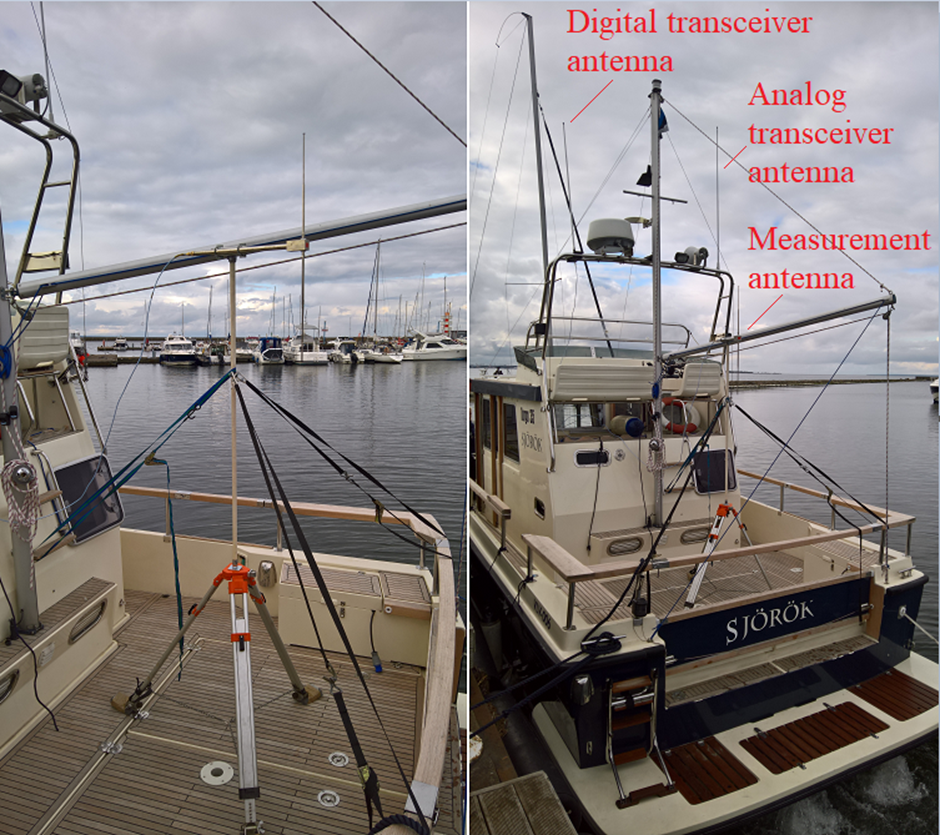 Digital transceiver
antenna
Analog
transceiver
antenna
Measurement
antenna
SJÖRÖK
SJÖRÖK